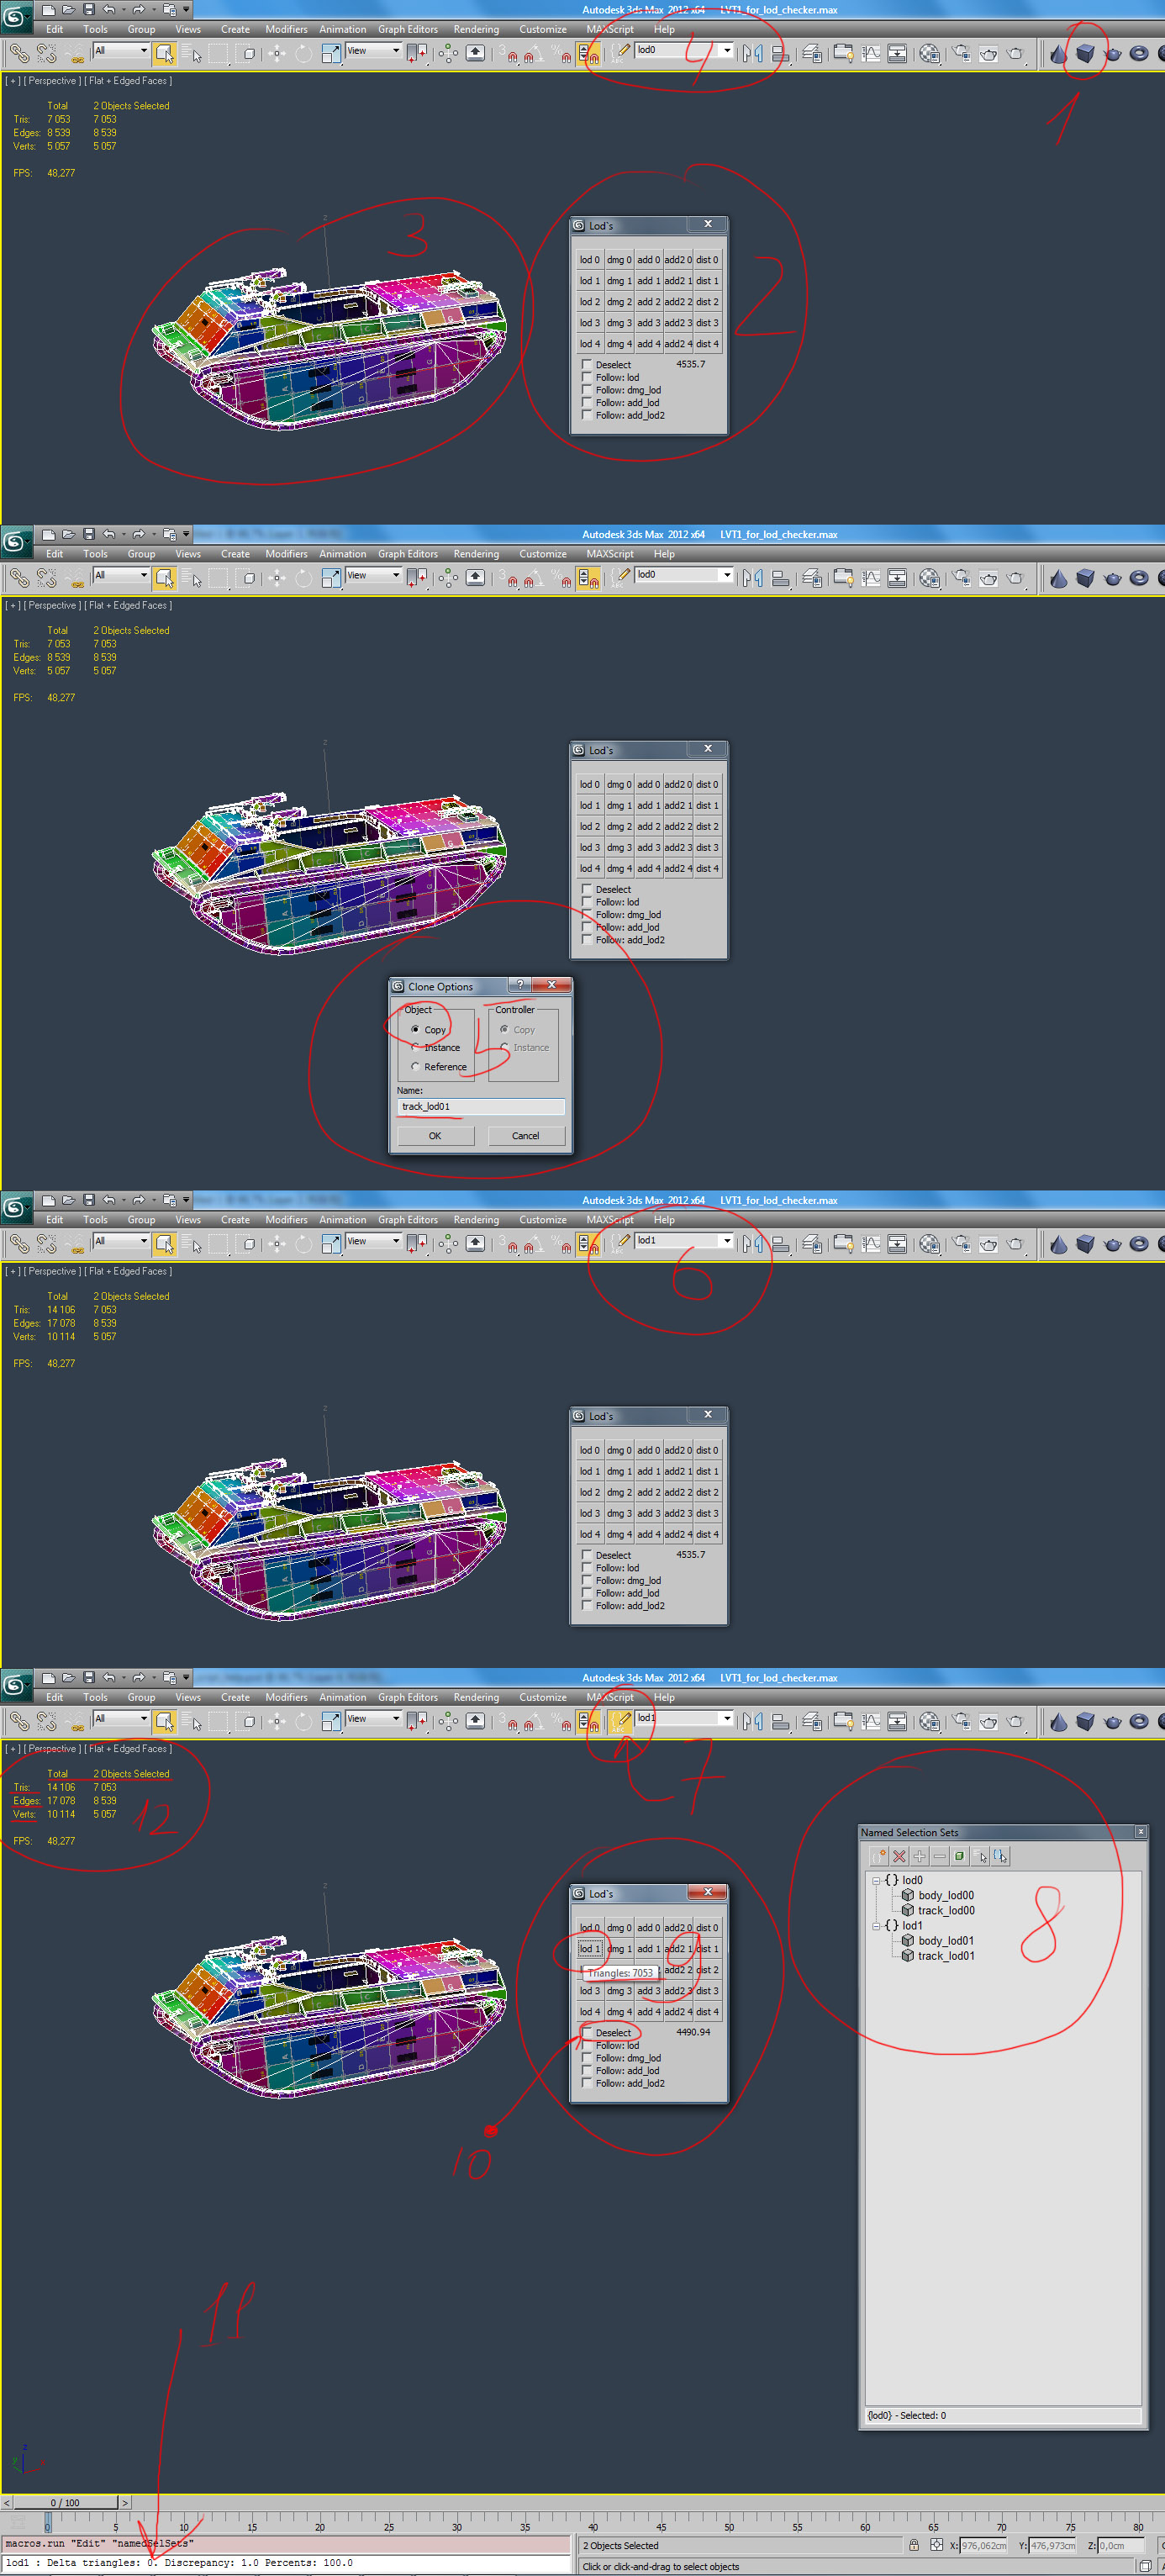 Autodesk 3ds Max 2012 x64 LVT1_for_lod_checker.max
Edit Tools Group Views Create Modifiers Animation Graph Editors Rendering Customize MAXScript Help
All View lod0
4
1
[ + ] [ Perspective ] [ Flat + Edged Faces ]
Total 2 Objects Selected
Tris: 7 053 7 053
Edges: 8 539 8 539
Verts: 5 057 5 057
FPS: 48,277
3
z
Lod`s
lod 0 dmg 0 add 0 add2 0 dist 0
lod 1 dmg 1 add 1 add2 1 dist 1
lod 2 dmg 2 add 2 add2 2 dist 2
lod 3 dmg 3 add 3 add2 3 dist 3
lod 4 dmg 4 add 4 add2 4 dist 4
2
Deselect 4535.7
Follow: lod
Follow: dmg_lod
Follow: add_lod
Follow: add_lod2
Autodesk 3ds Max 2012 x64 LVT1_for_lod_checker.max
Edit Tools Group Views Create Modifiers Animation Graph Editors Rendering Customize MAXScript Help
All View lod0
[ + ] [ Perspective ] [ Flat + Edged Faces ]
Total 2 Objects Selected
Tris: 7 053 7 053
Edges: 8 539 8 539
Verts: 5 057 5 057
FPS: 48,277
z
Lod`s
lod 0 dmg 0 add 0 add2 0 dist 0
lod 1 dmg 1 add 1 add2 1 dist 1
lod 2 dmg 2 add 2 add2 2 dist 2
lod 3 dmg 3 add 3 add2 3 dist 3
lod 4 dmg 4 add 4 add2 4 dist 4
Deselect
Follow: lod
Follow: dmg_lod
Follow: add_lod
Follow: add_lod2
Clone Options
Object Controller
Copy Copy
Instance Instance
Reference
5
Name:
track_lod01
OK Cancel
Autodesk 3ds Max 2012 x64 LVT1_for_lod_checker.max
Edit Tools Group Views Create Modifiers Animation Graph Editors Rendering Customize MAXScript Help
All View lod1
6
[ + ] [ Perspective ] [ Flat + Edged Faces ]
Total 2 Objects Selected
Tris: 14 106 7 053
Edges: 17 078 8 539
Verts: 10 114 5 057
FPS: 48,277
z
Lod`s
lod 0 dmg 0 add 0 add2 0 dist 0
lod 1 dmg 1 add 1 add2 1 dist 1
lod 2 dmg 2 add 2 add2 2 dist 2
lod 3 dmg 3 add 3 add2 3 dist 3
lod 4 dmg 4 add 4 add2 4 dist 4
Deselect 4535.7
Follow: lod
Follow: dmg_lod
Follow: add_lod
Follow: add_lod2
Autodesk 3ds Max 2012 x64 LVT1_for_lod_checker.max
Edit Tools Group Views Create Modifiers Animation Graph Editors Rendering Customize MAXScript Help
All View lod1
7
[ + ] [ Perspective ] [ Flat + Edged Faces ]
Total 2 Objects Selected
Tris: 14 106 7 053
Edges: 17 078 8 539
Verts: 10 114 5 057
FPS: 48,277
12
z
Lod`s
lod 0 dmg 0 add 0 add2 0 dist 0
lod 1 dmg 1 add 1 add2 1 dist 1
Triangles: 7053 add2 2 dist 2
lod 3 dmg 3 add 3 add2 3 dist 3
lod 4 dmg 4 add 4 add2 4 dist 4
9
Deselect 4490.94
Follow: lod
Follow: dmg_lod
Follow: add_lod
Follow: add_lod2
10
Named Selection Sets
lod0
body_lod00
track_lod00
lod1
body_lod01
track_lod01
8
{lod0} - Selected: 0
11
0 / 100
0 5 10 15 20 25 30 35 40 45 50 55 60 65 70 75 80
macros.run "Edit" "namedSelSets"
lod1 : Delta triangles: 0. Discrepancy: 1.0 Percents: 100.0
2 Objects Selected X: 976,062cm Y: 476,973cm Z: 0,0cm
Click or click-and-drag to select objects